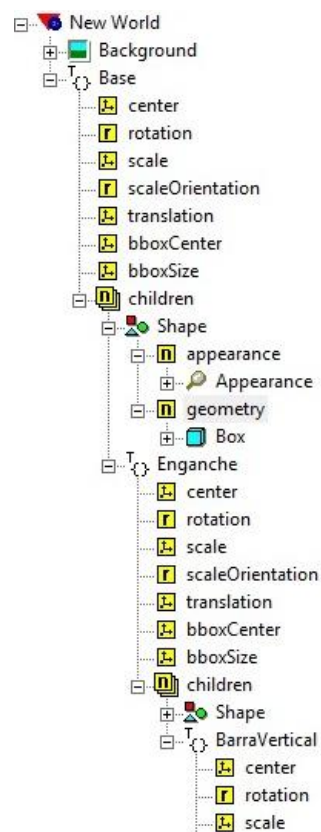 New World
Background
Base
center
rotation
scale
scaleOrientation
translation
bboxCenter
bboxSize
children
Shape
appearance
Appearance
geometry
Box
Enganche
center
rotation
scale
scaleOrientation
translation
bboxCenter
bboxSize
children
Shape
BarraVertical
center
rotation
scale